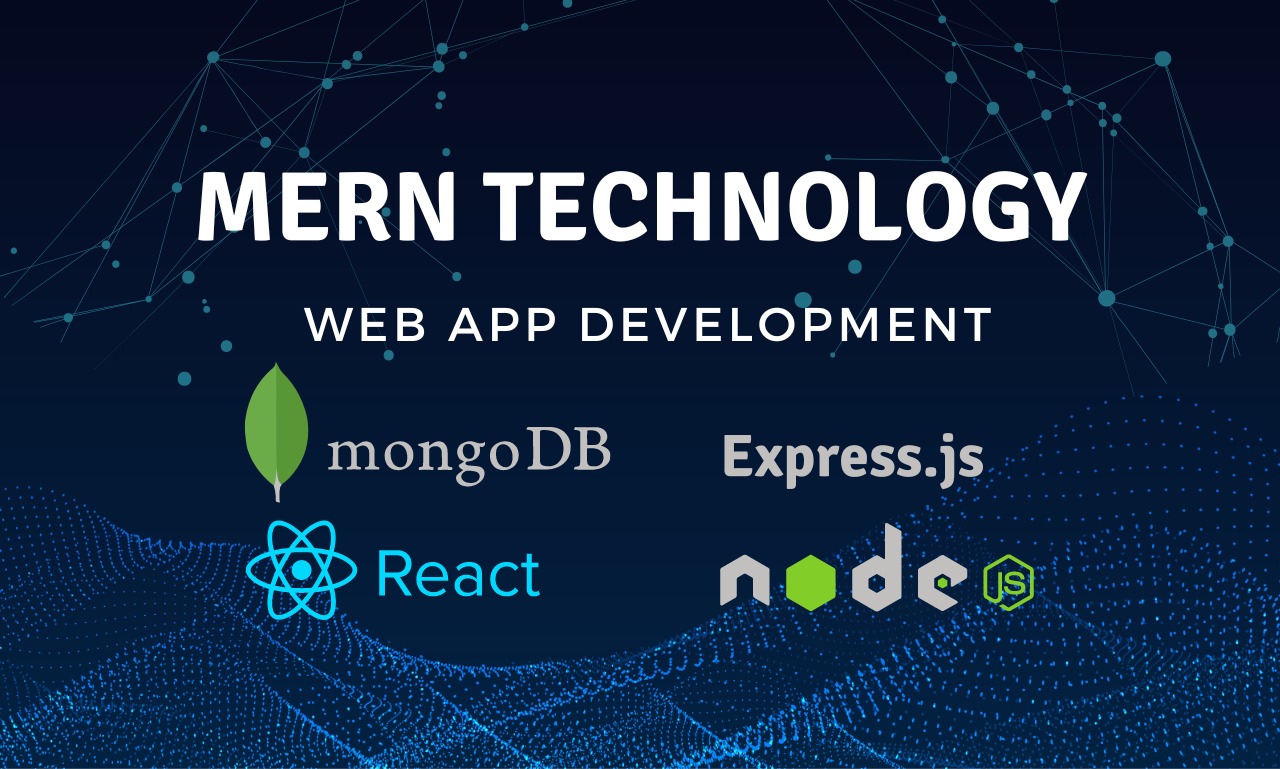 MERN TECHNOLOGY
WEB APP DEVELOPMENT
mongoDB
Express.js
React
node JS